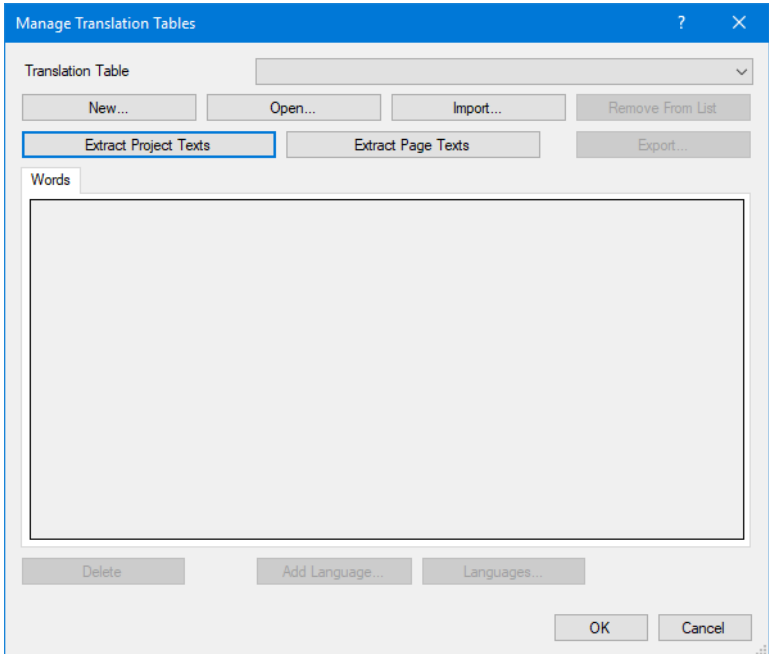 Manage Translation Tables ?
Translation Table
New... Open... Import... Remove From List
Extract Project Texts Extract Page Texts Export...
Words
Delete Add Language... Languages...
OK Cancel